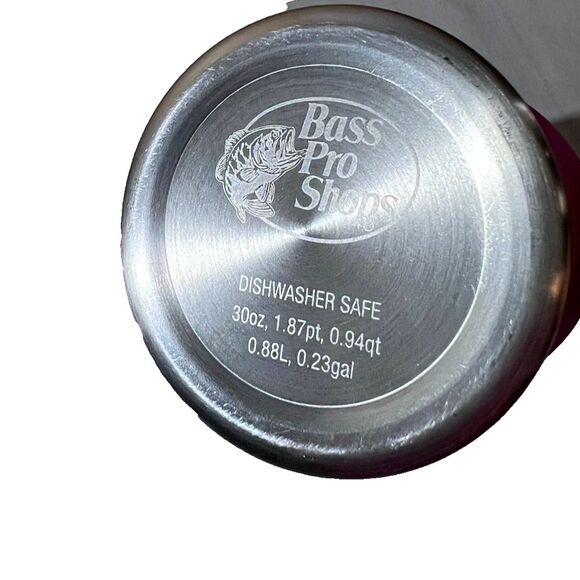 Bass
Pro
Shops
DISHWASHER SAFE
30oz, 1.87pt, 0.94qt
0.88L, 0.23gal